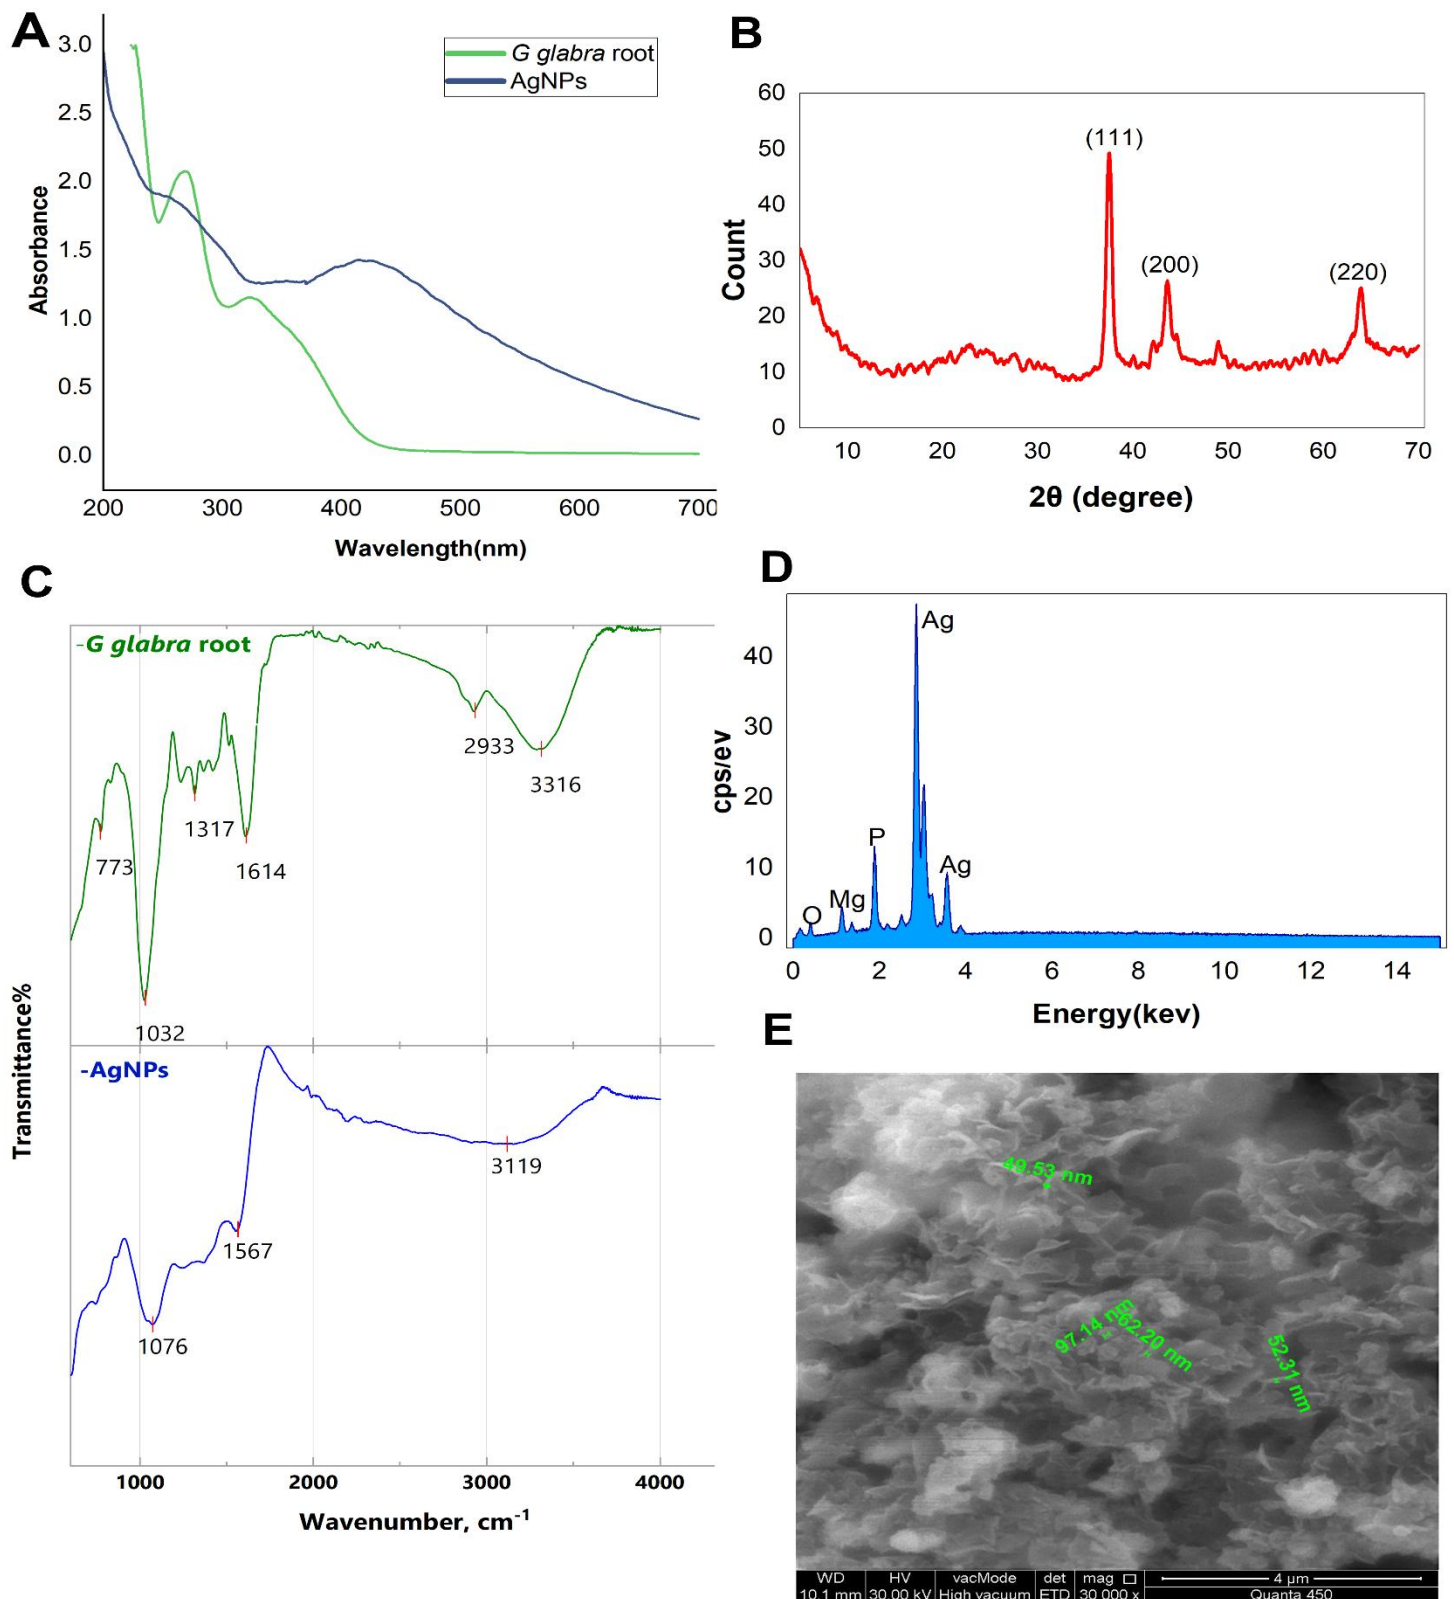 A
3.0
2.5
2.0
1.5
1.0
0.5
0.0
Absorbance
G glabra root
AgNPs
200 300 400 500 600 700
Wavelength(nm)
B
60
50
40
30
20
10
0
Count
(111)
(200)
(220)
10 20 30 40 50 60 70
2θ (degree)
C
-G glabra root
773
1032
1317
1614
2933
3316
Transmittance%
-AgNPs
1076
1567
3119
1000 2000 3000 4000
Wavenumber, cm-1
D
40
30
20
10
0
cps/ev
O
Mg
P
Ag
Ag
0 2 4 6 8 10 12 14
Energy(kev)
E
49.53 nm
97.14 nm
62.20 nm
52.31 nm
WD HV vacMode det mag 4 µm
10.1 mm 30.00 kV High vacuum ETD 30 000 x Quanta 450